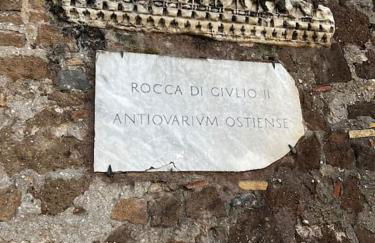 ROCCA DI GIVLIO II
ANTIQVARIVM OSTIENSE